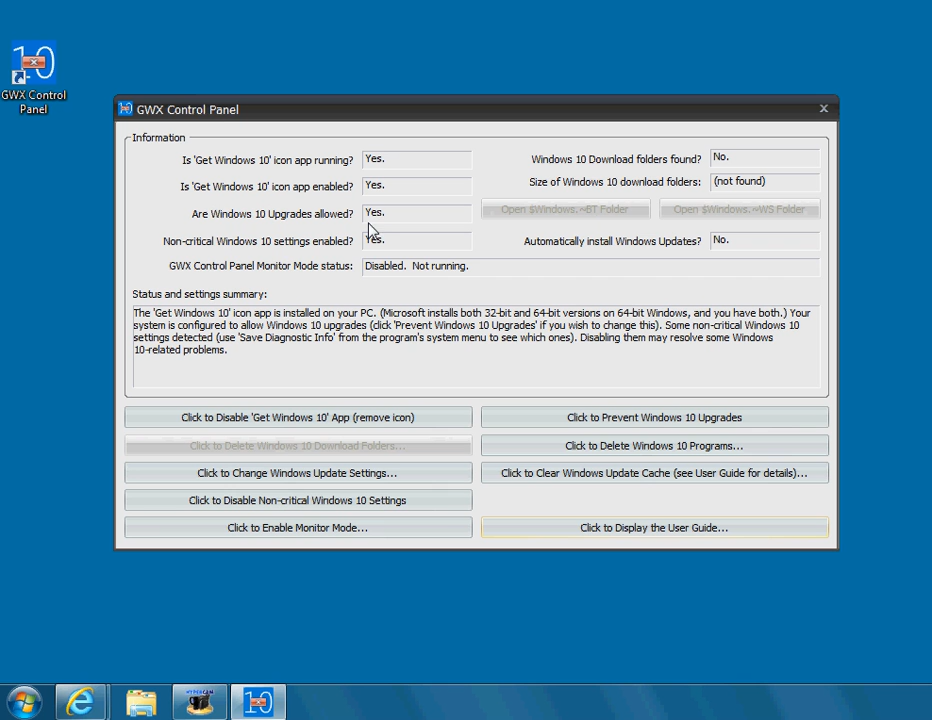 10
GWX Control
Panel
10 GWX Control Panel
Information
Is 'Get Windows 10' icon app running? Yes.
Is 'Get Windows 10' icon app enabled? Yes.
Are Windows 10 Upgrades allowed? Yes.
Non-critical Windows 10 settings enabled? Yes.
GWX Control Panel Monitor Mode status: Disabled. Not running.
Windows 10 Download folders found? No.
Size of Windows 10 download folders: (not found)
Open $Windows.~BT Folder Open $Windows.~WS Folder
Automatically install Windows Updates? No.
Status and settings summary:
The 'Get Windows 10' icon app is installed on your PC. (Microsoft installs both 32-bit and 64-bit versions on 64-bit Windows, and you have both.) Your
system is configured to allow Windows 10 upgrades (click 'Prevent Windows 10 Upgrades' if you wish to change this). Some non-critical Windows 10
settings detected (use 'Save Diagnostic Info' from the program's system menu to see which ones). Disabling them may resolve some Windows
10-related problems.
Click to Disable 'Get Windows 10' App (remove icon) Click to Prevent Windows 10 Upgrades
Click to Delete Windows 10 Download Folders... Click to Delete Windows 10 Programs...
Click to Change Windows Update Settings... Click to Clear Windows Update Cache (see User Guide for details)...
Click to Disable Non-critical Windows 10 Settings
Click to Enable Monitor Mode... Click to Display the User Guide...
HYPERCAM
10